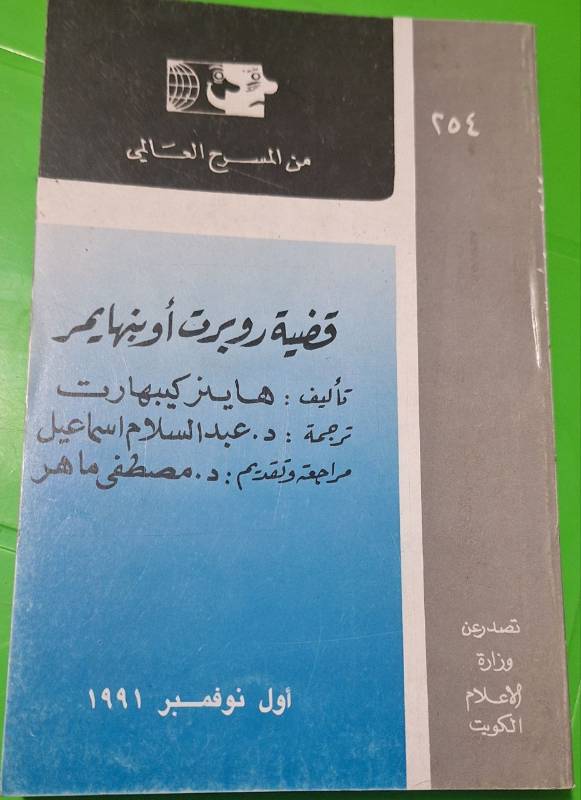 من المسرح العالمي
٢٥٤
قضية روبرت أوبنهايمر
تأليف : هاينز كيبهارت
ترجمة : د. عبد السلام اسماعيل
مراجعة وتقديم : د. مصطفى ماهر
أول نوفمبر ١٩٩١
تصدر عن
وزارة
الإعلام
الكويت